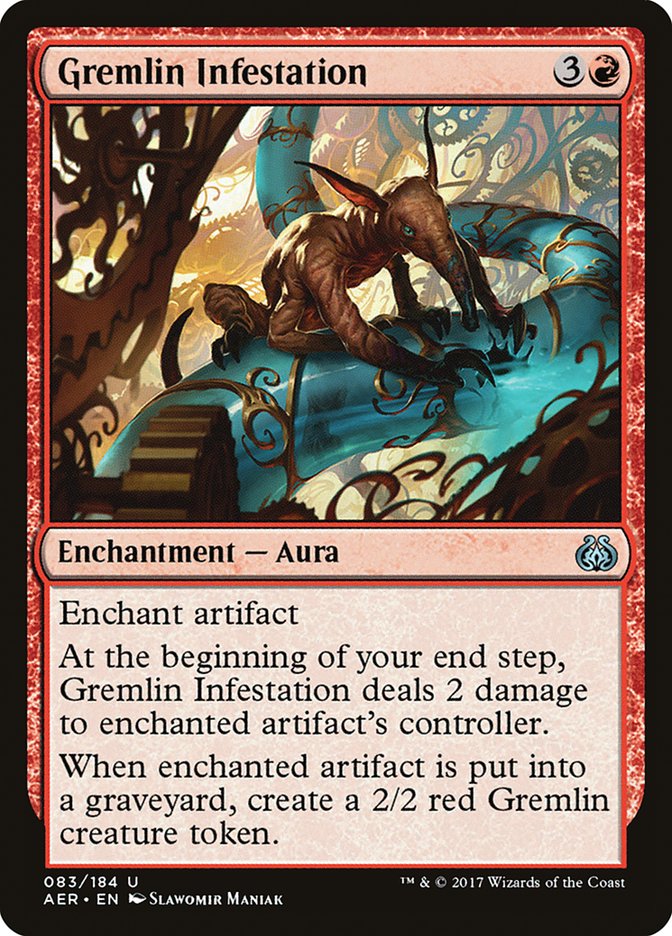 Gremlin Infestation 3
Enchantment — Aura
Enchant artifact
At the beginning of your end step,
Gremlin Infestation deals 2 damage
to enchanted artifact's controller.
When enchanted artifact is put into
a graveyard, create a 2/2 red Gremlin
creature token.
083/184 U
AER • EN Slawomir Maniak
™ & © 2017 Wizards of the Coast